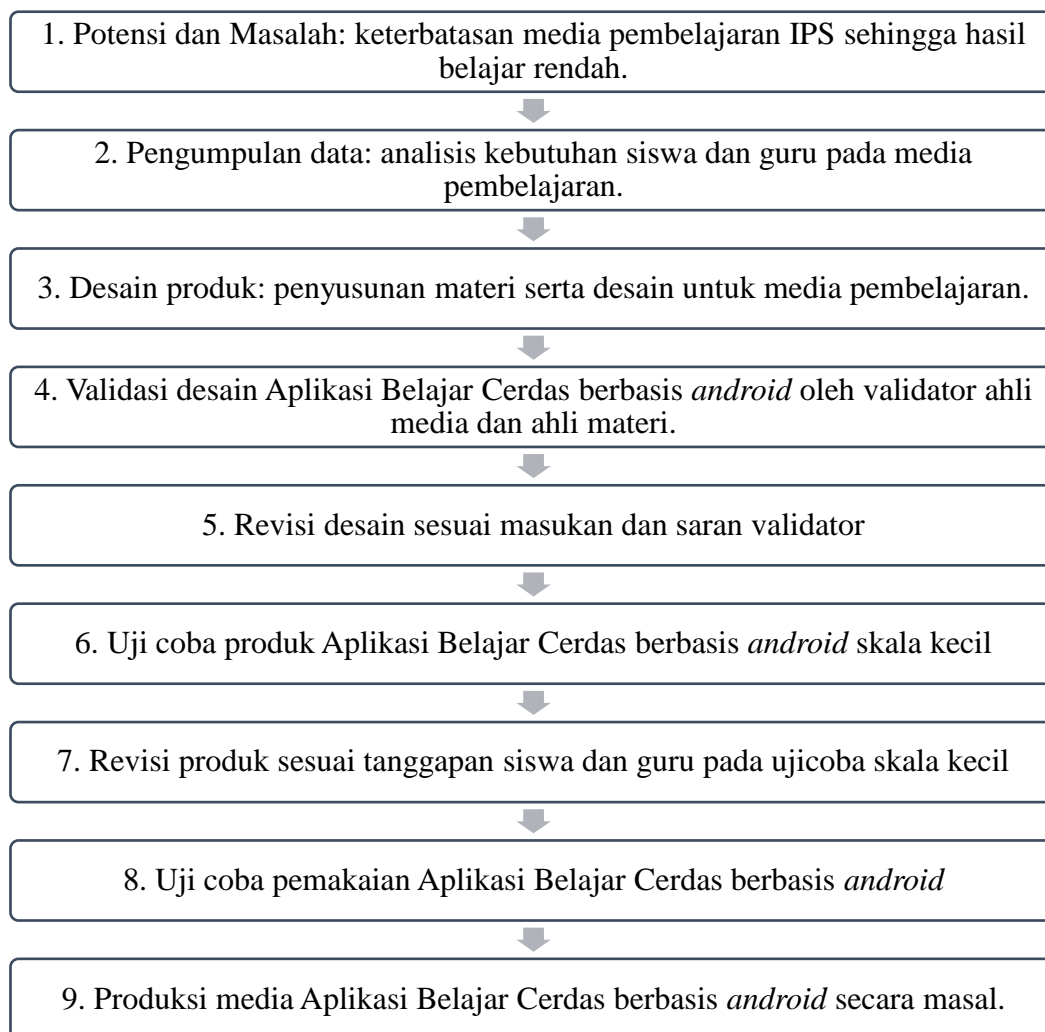 1. Potensi dan Masalah: keterbatasan media pembelajaran IPS sehingga hasil
belajar rendah.
2. Pengumpulan data: analisis kebutuhan siswa dan guru pada media
pembelajaran.
3. Desain produk: penyusunan materi serta desain untuk media pembelajaran.
4. Validasi desain Aplikasi Belajar Cerdas berbasis android oleh validator ahli
media dan ahli materi.
5. Revisi desain sesuai masukan dan saran validator
6. Uji coba produk Aplikasi Belajar Cerdas berbasis android skala kecil
7. Revisi produk sesuai tanggapan siswa dan guru pada ujicoba skala kecil
8. Uji coba pemakaian Aplikasi Belajar Cerdas berbasis android
9. Produksi media Aplikasi Belajar Cerdas berbasis android secara masal.